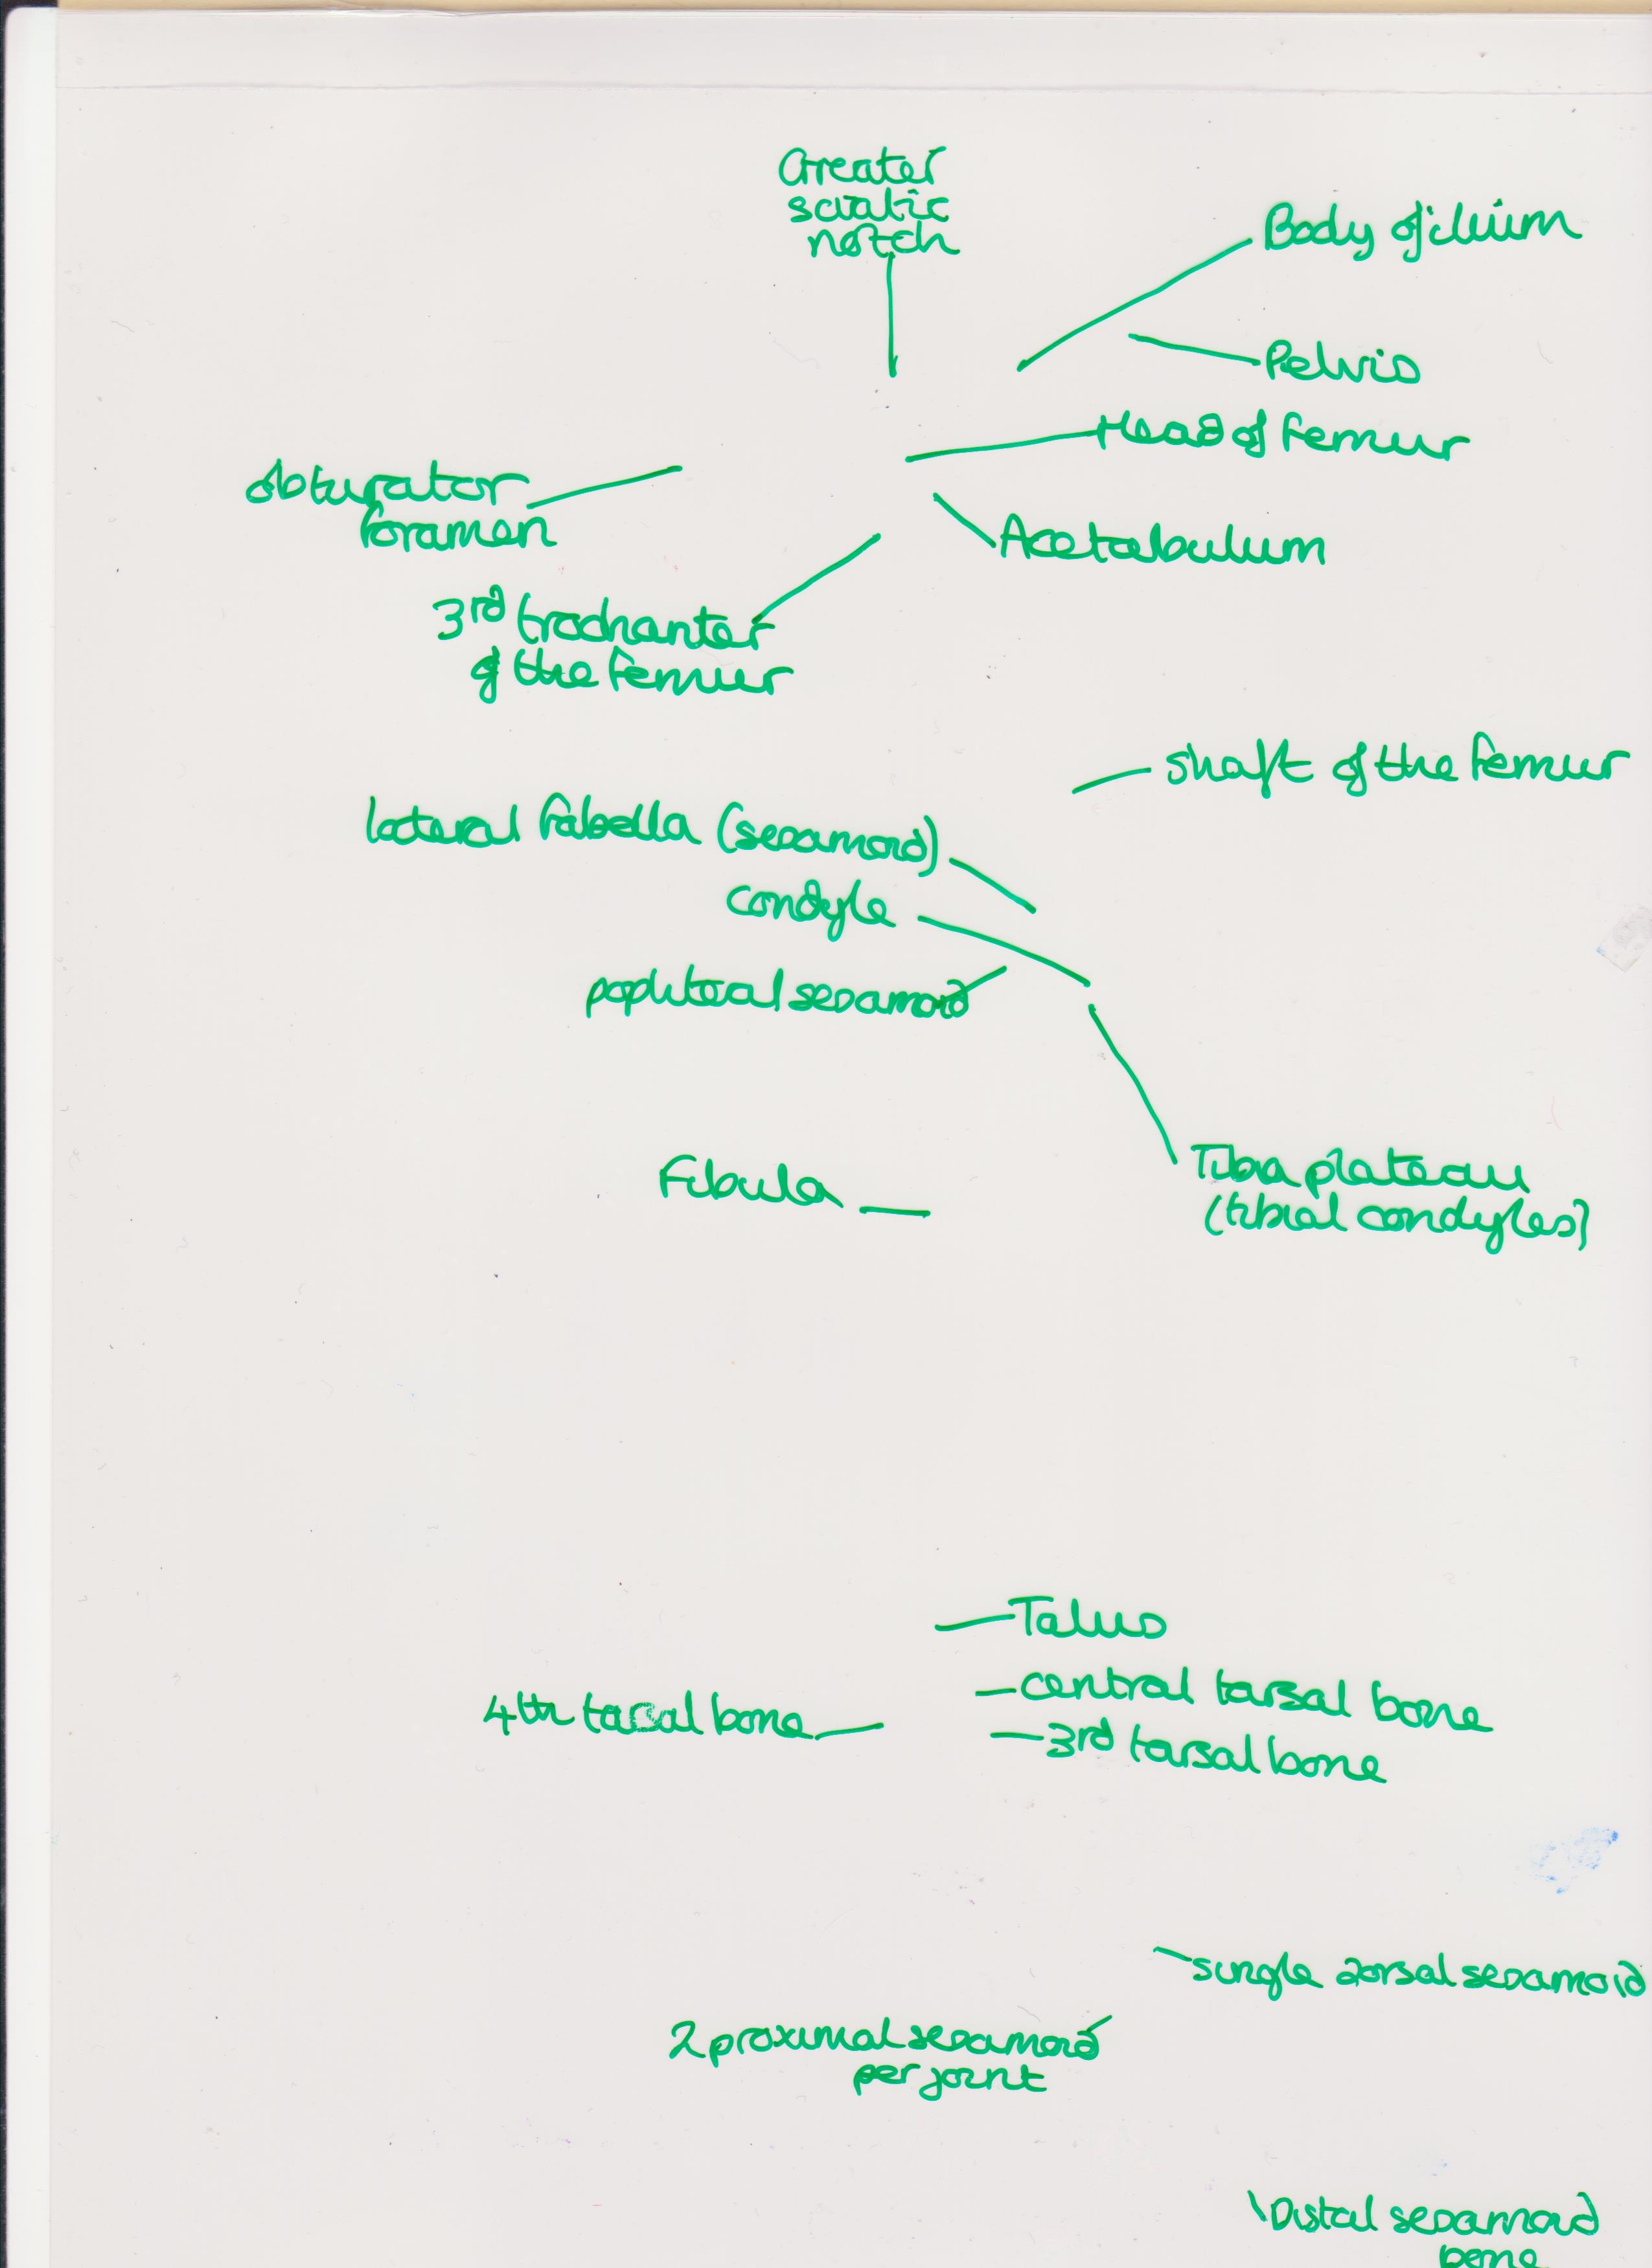 Greater
sciatic
notch
Body of ilium
Pelvis
Head of femur
obturator
foramen
Acetabulum
3rd trochanter
of the femur
shaft of the femur
lateral fabella (sesamoid)
condyle
popliteal sesamoid
Tibia plateau
(tibial condyles)
Fibula
Talus
central tarsal bone
4th tarsal bone
3rd tarsal bone
single dorsal sesamoid
2 proximal sesamoid
per joint
Distal sesamoid
bone